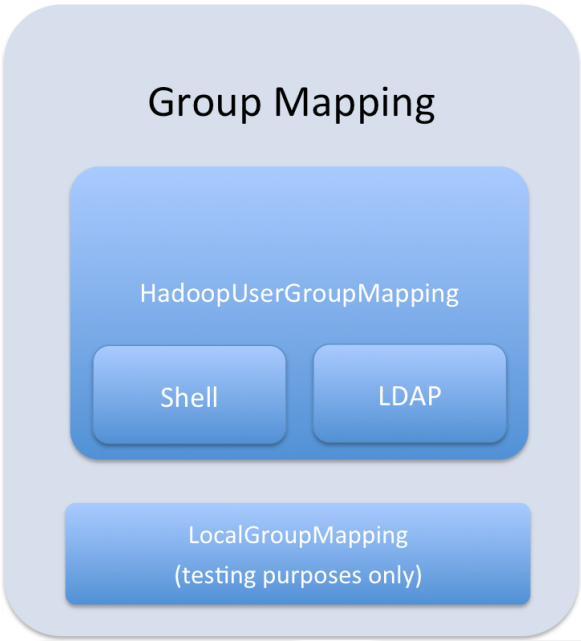 Group Mapping
HadoopUserGroupMapping
Shell
LDAP
LocalGroupMapping
(testing purposes only)